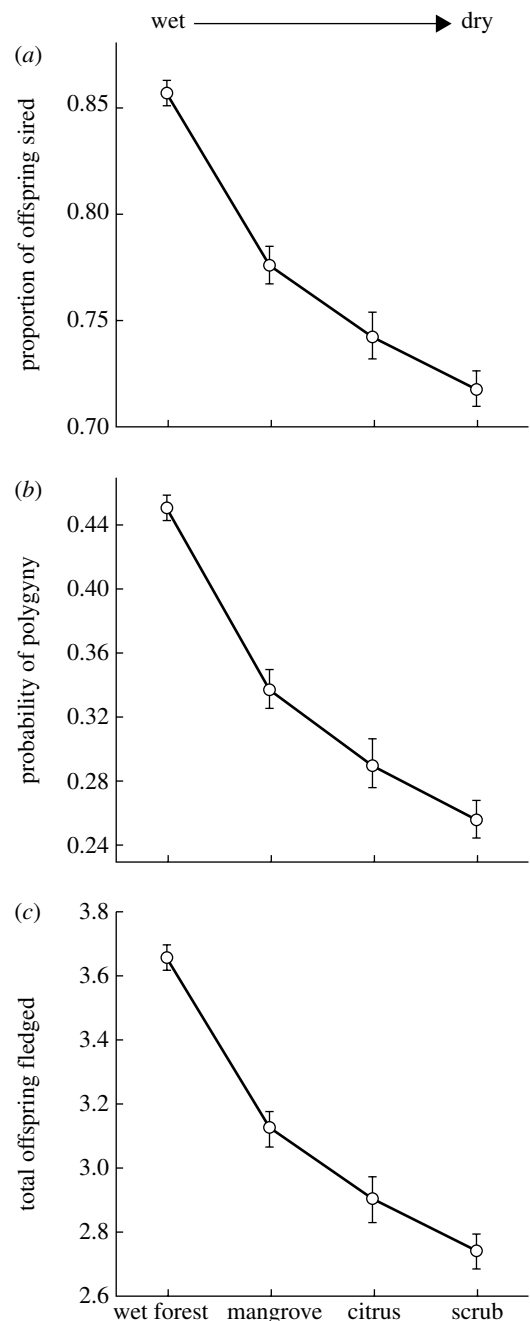 wet dry
(a)
proportion of offspring sired
0.85
0.80
0.75
0.70
(b)
probability of polygyny
0.44
0.40
0.36
0.32
0.28
0.24
(c)
total offspring fledged
3.8
3.6
3.4
3.2
3.0
2.8
2.6
wet forest mangrove citrus scrub